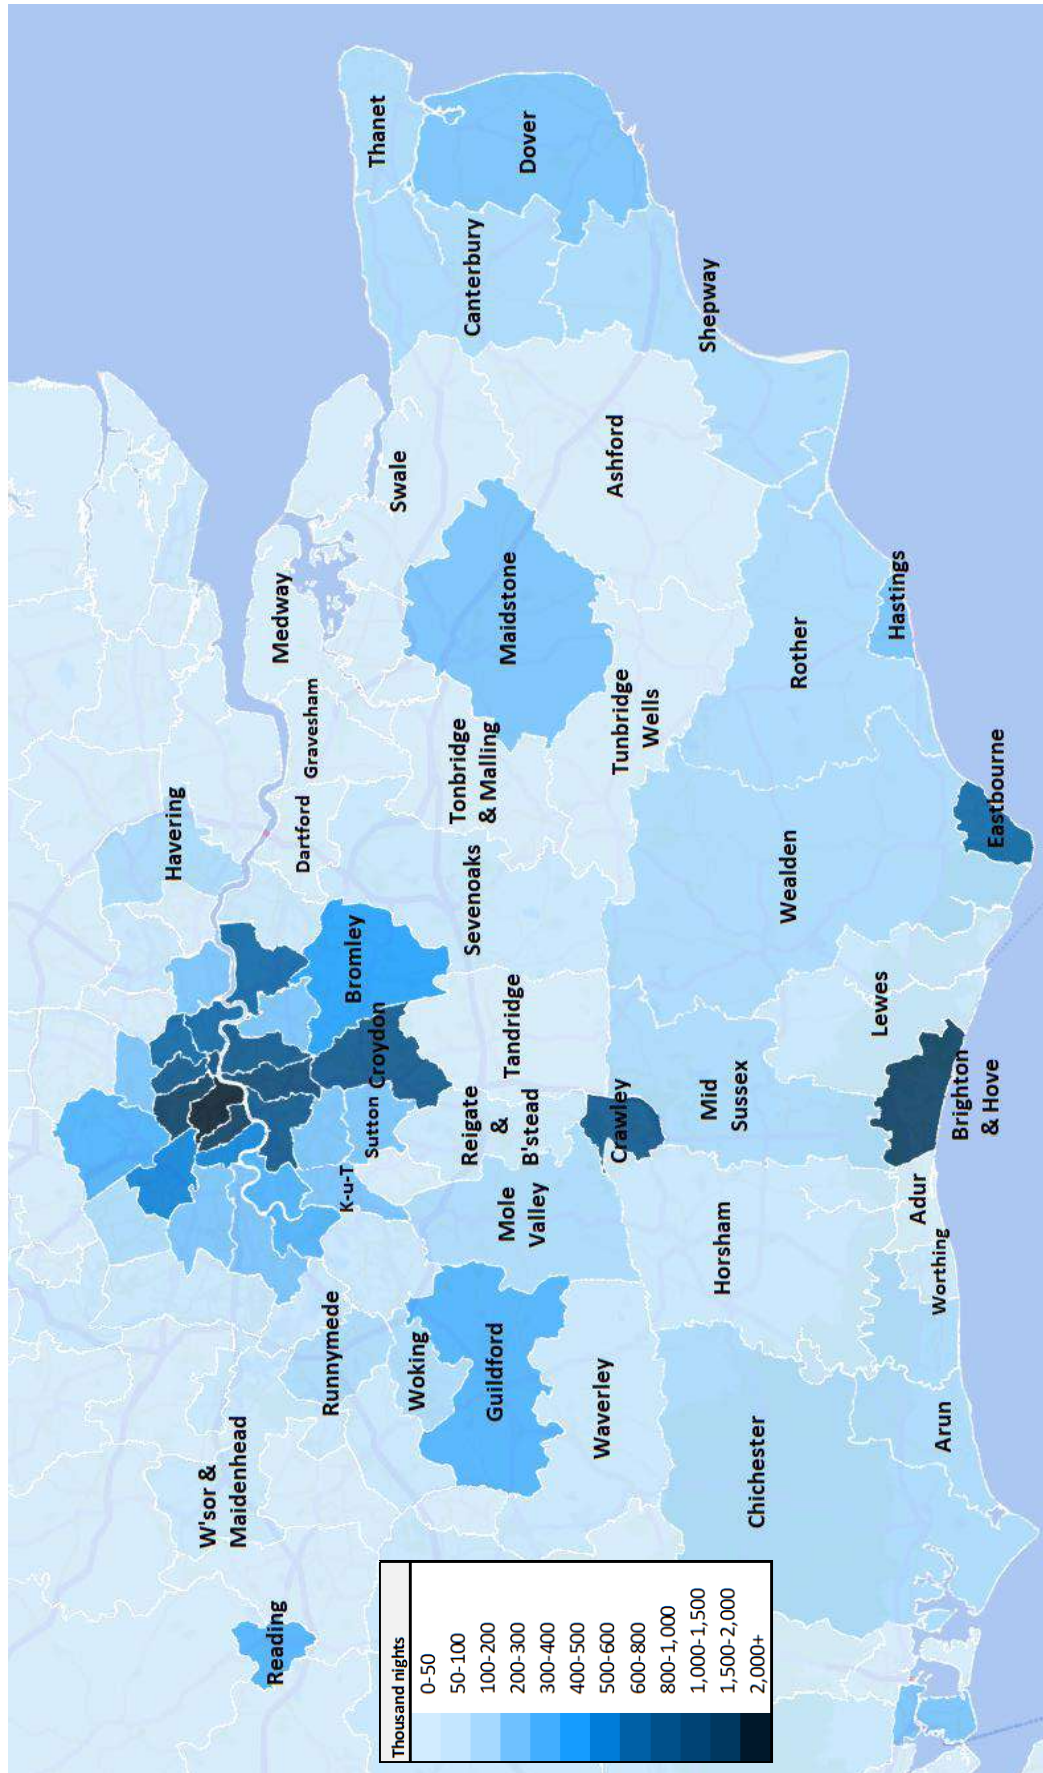 Thanet
Dover
Canterbury
Shepway
Swale
Ashford
Medway
Maidstone
Gravesham
Tonbridge
& Malling
Tunbridge
Wells
Rother
Hastings
Havering
Dartford
Sevenoaks
Wealden
Eastbourne
Bromley
Croydon
Tandridge
Lewes
Sutton
Reigate
&
B'stead
Crawley
Mid
Sussex
Brighton
& Hove
K-u-T
Mole
Valley
Horsham
Adur
Worthing
Runnymede
Woking
Guildford
Waverley
Chichester
Arun
W'sor &
Maidenhead
Reading
Thousand nights
0-50
50-100
100-200
200-300
300-400
400-500
500-600
600-800
800-1,000
1,000-1,500
1,500-2,000
2,000+